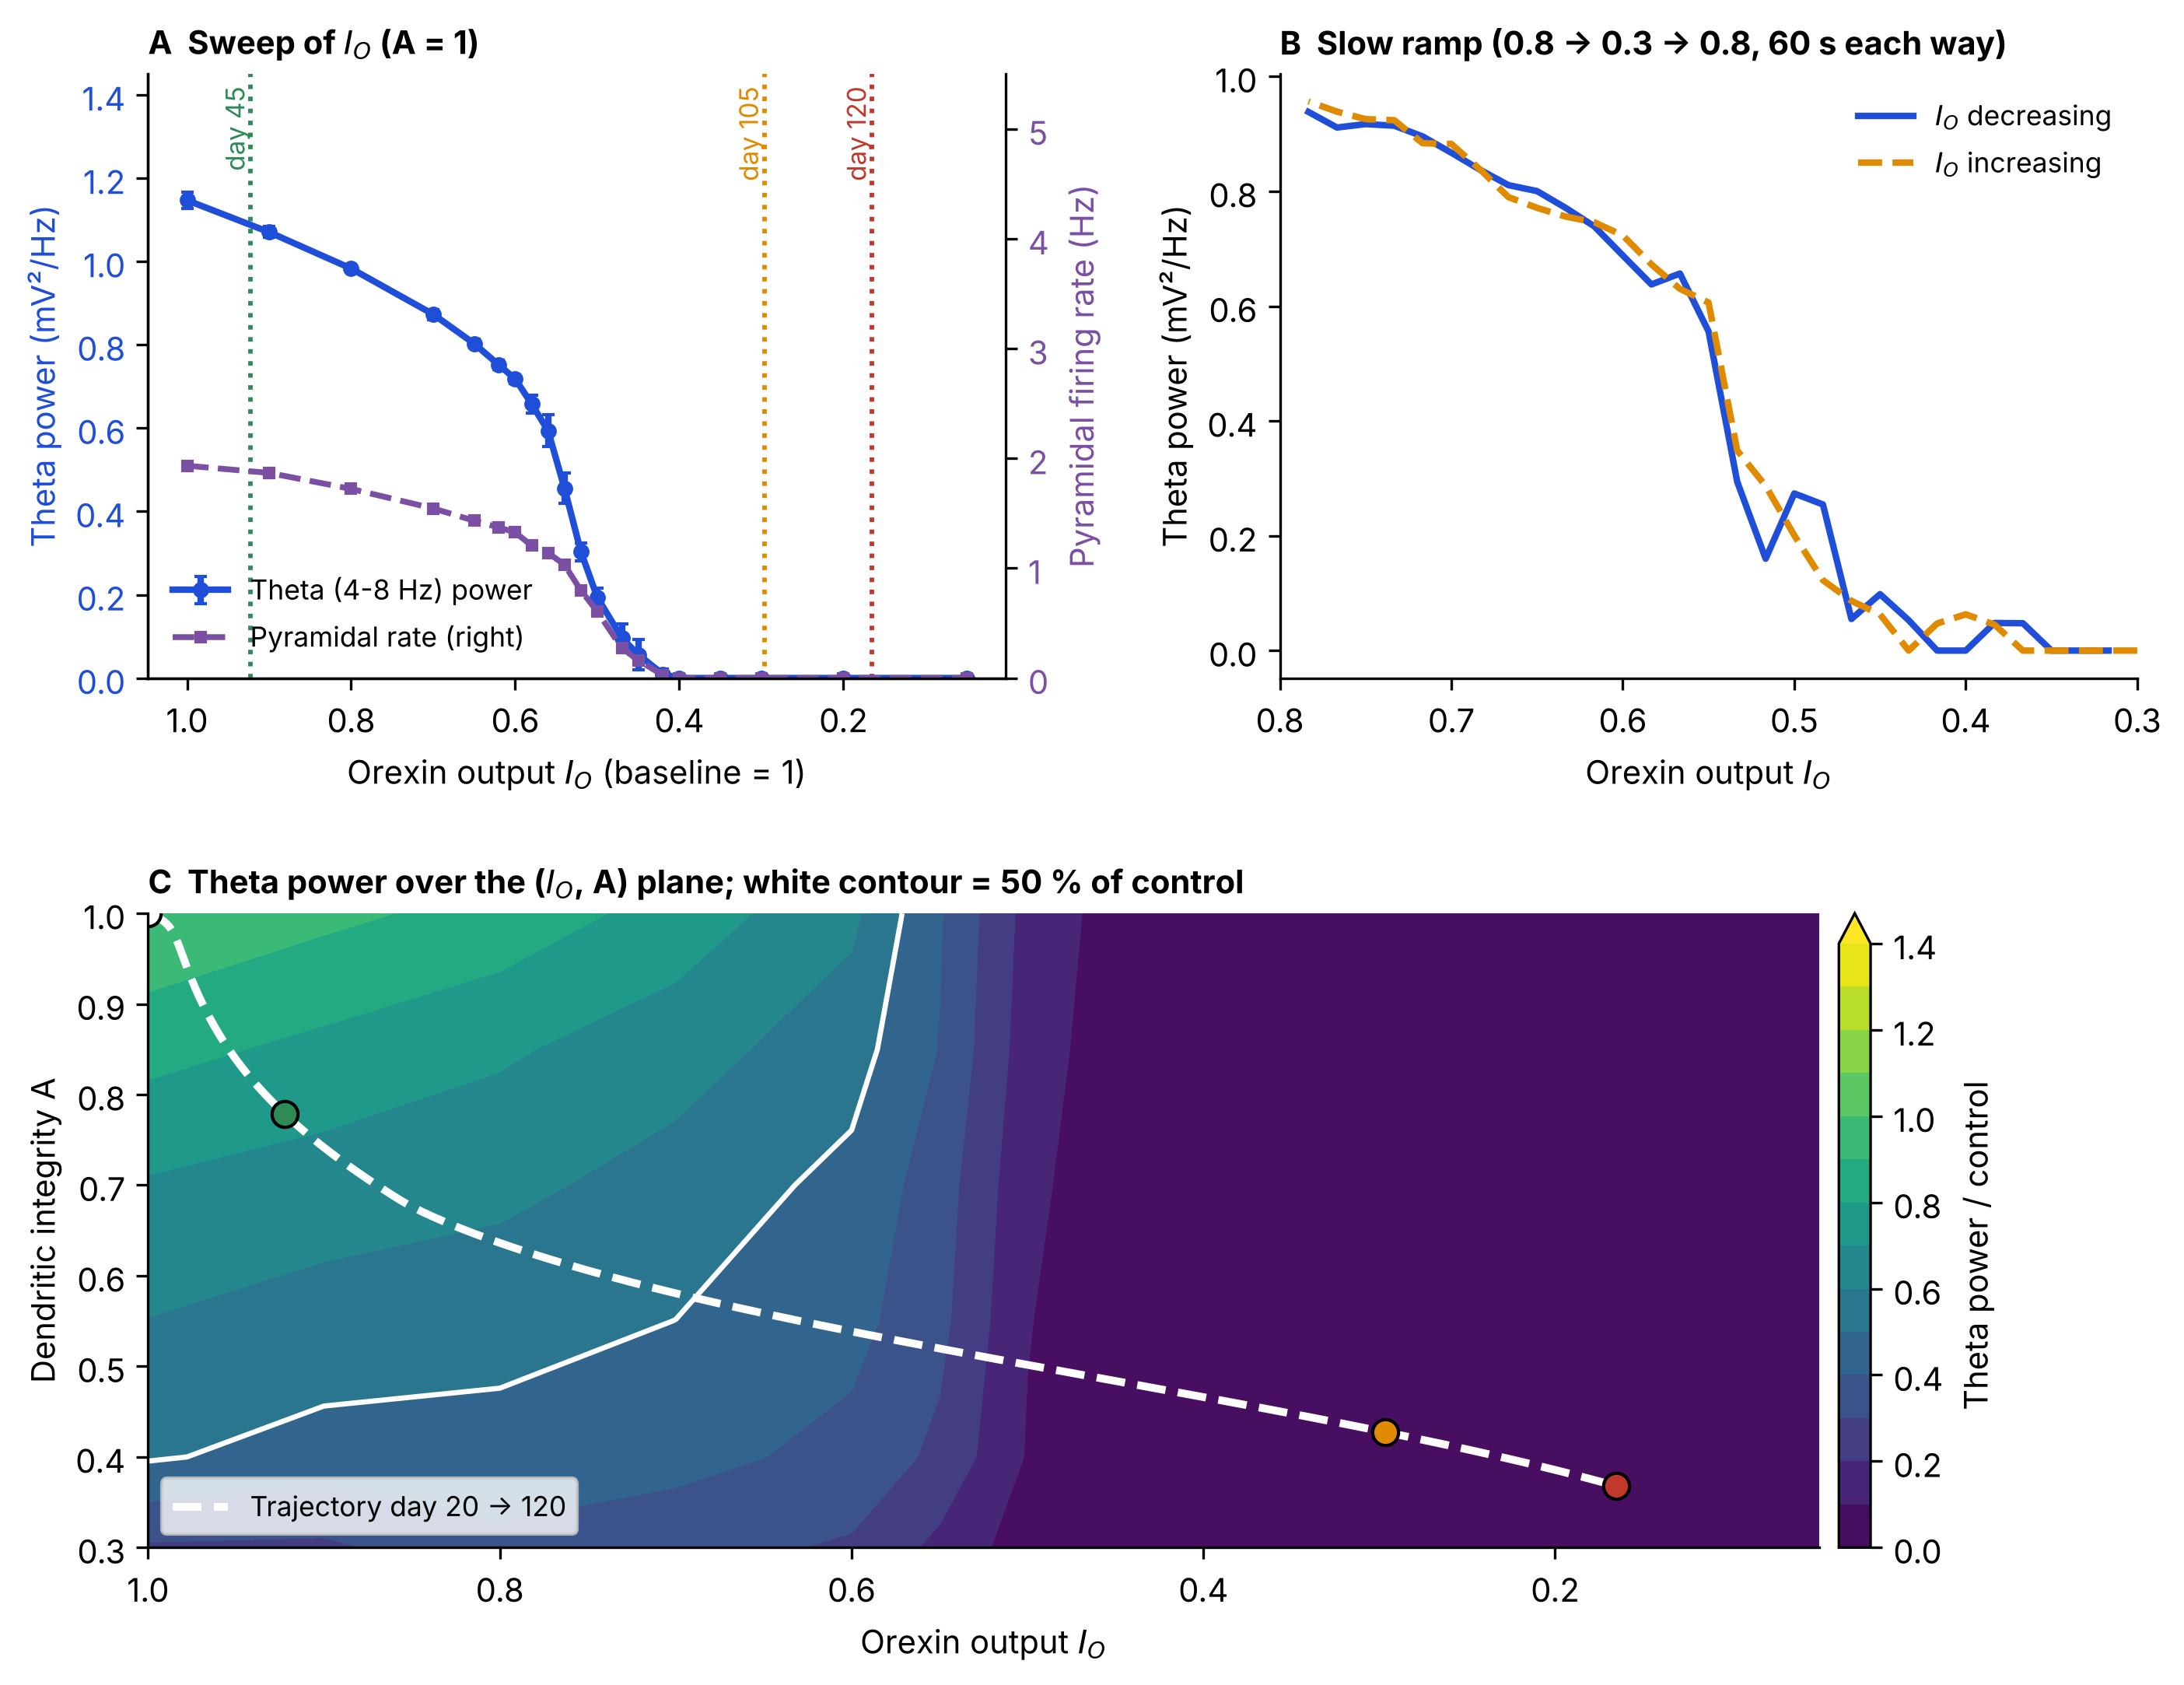 A Sweep of I_O (A = 1)
Theta power (mV²/Hz)
1.4
1.2
1.0
0.8
0.6
0.4
0.2
0.0
day 45
day 105
day 120
Theta (4-8 Hz) power
Pyramidal rate (right)
5
4
3
2
1
0
Pyramidal firing rate (Hz)
1.0 0.8 0.6 0.4 0.2
Orexin output I_O (baseline = 1)
B Slow ramp (0.8 → 0.3 → 0.8, 60 s each way)
Theta power (mV²/Hz)
1.0
0.8
0.6
0.4
0.2
0.0
I_O decreasing
I_O increasing
0.8 0.7 0.6 0.5 0.4 0.3
Orexin output I_O
C Theta power over the (I_O, A) plane; white contour = 50 % of control
Dendritic integrity A
1.0
0.9
0.8
0.7
0.6
0.5
0.4
0.3
Trajectory day 20 → 120
1.0 0.8 0.6 0.4 0.2
Orexin output I_O
1.4
1.2
1.0
0.8
0.6
0.4
0.2
0.0
Theta power / control